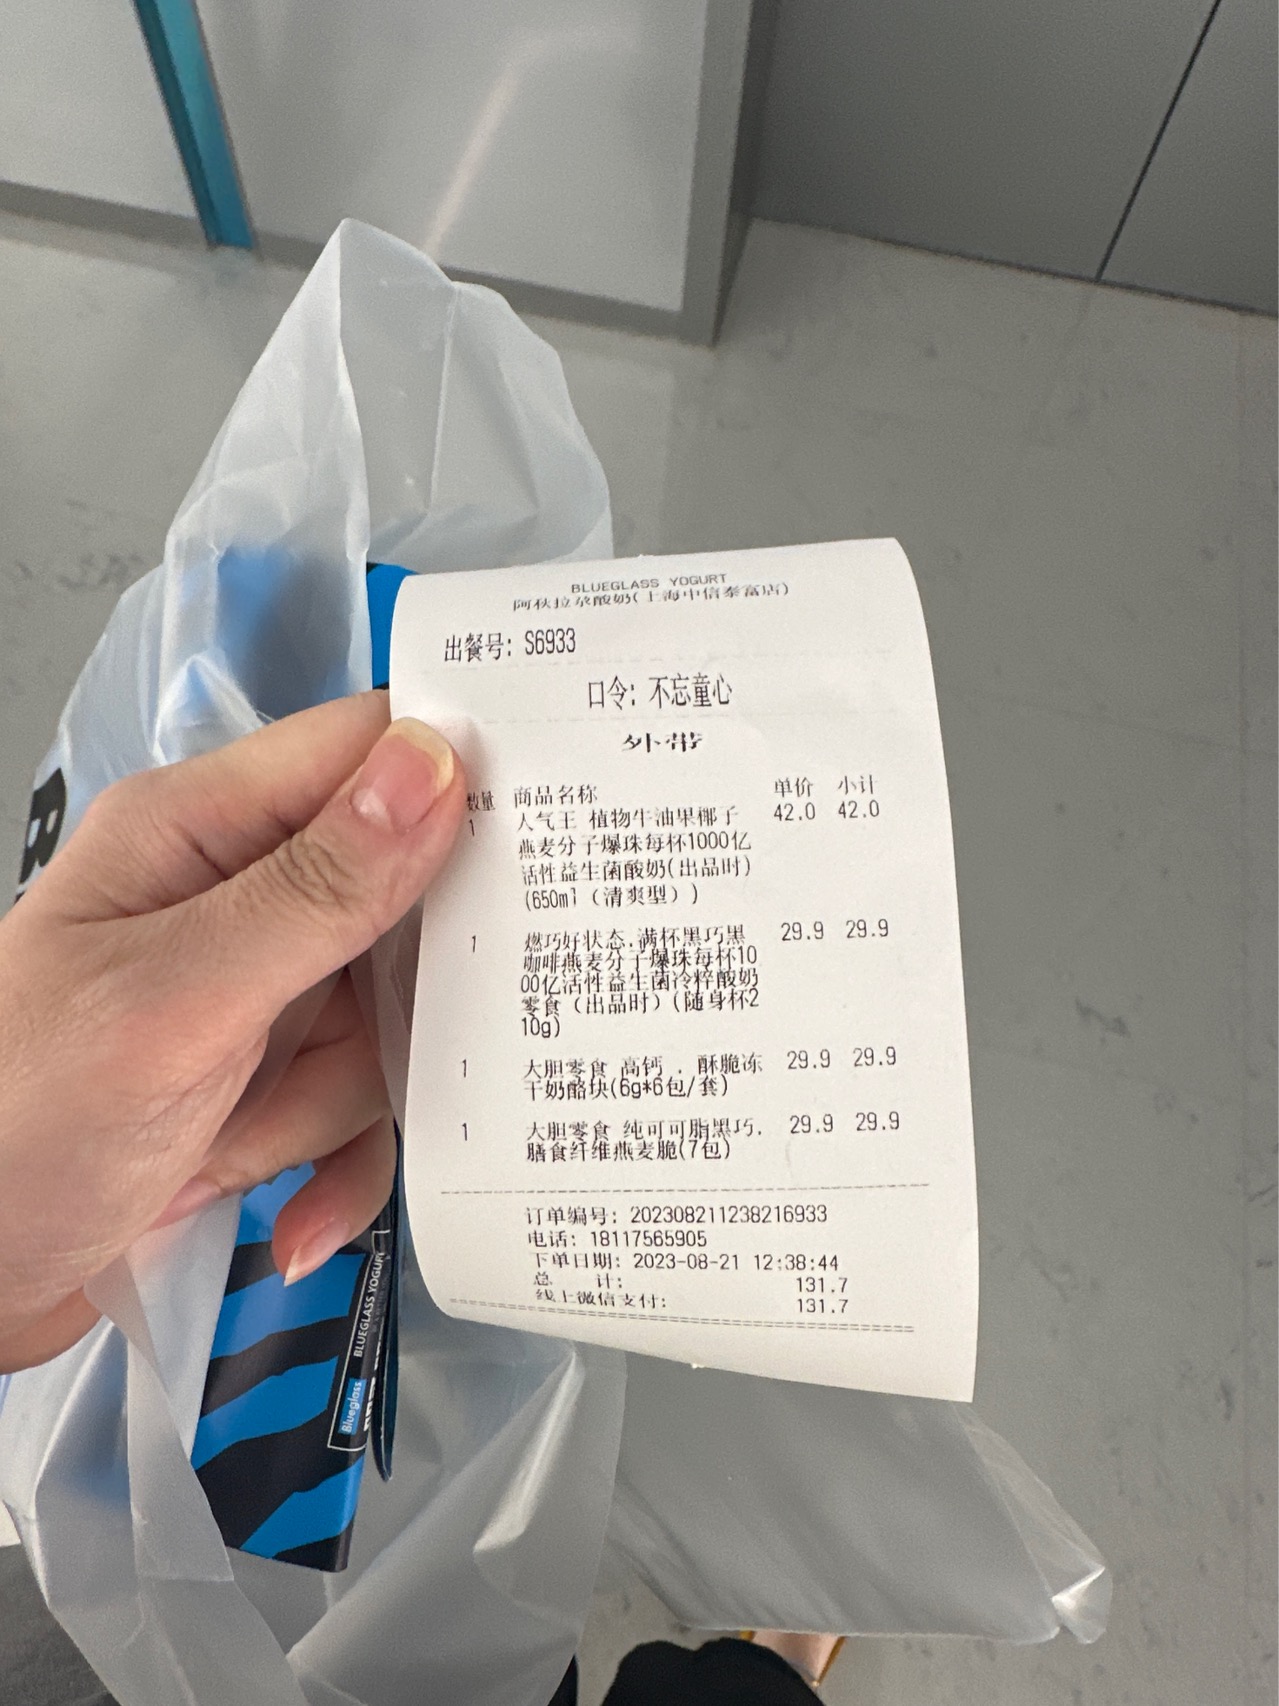 BLUEGLASS YOGURT
阿秋拉尕酸奶(上海中信泰富店)
出餐号: S6933
口令: 不忘童心
外带
数量 商品名称 单价 小计
1 人气王 植物牛油果椰子 42.0 42.0
燕麦分子爆珠每杯1000亿
活性益生菌酸奶(出品时)
(650ml（清爽型）)
1 燃巧好状态.满杯黑巧黑 29.9 29.9
咖啡燕麦分子爆珠每杯10
00亿活性益生菌冷粹酸奶
零食（出品时）(随身杯2
10g)
1 大胆零食 高钙 . 酥脆冻 29.9 29.9
干奶酪块(6g*6包/套)
1 大胆零食 纯可可脂黑巧. 29.9 29.9
膳食纤维燕麦脆(7包)
订单编号: 202308211238216933
电话: 18117565905
下单日期: 2023-08-21 12:38:44
总 计: 131.7
线上微信支付: 131.7
B
Blueglass
BLUEGLASS YOGURT